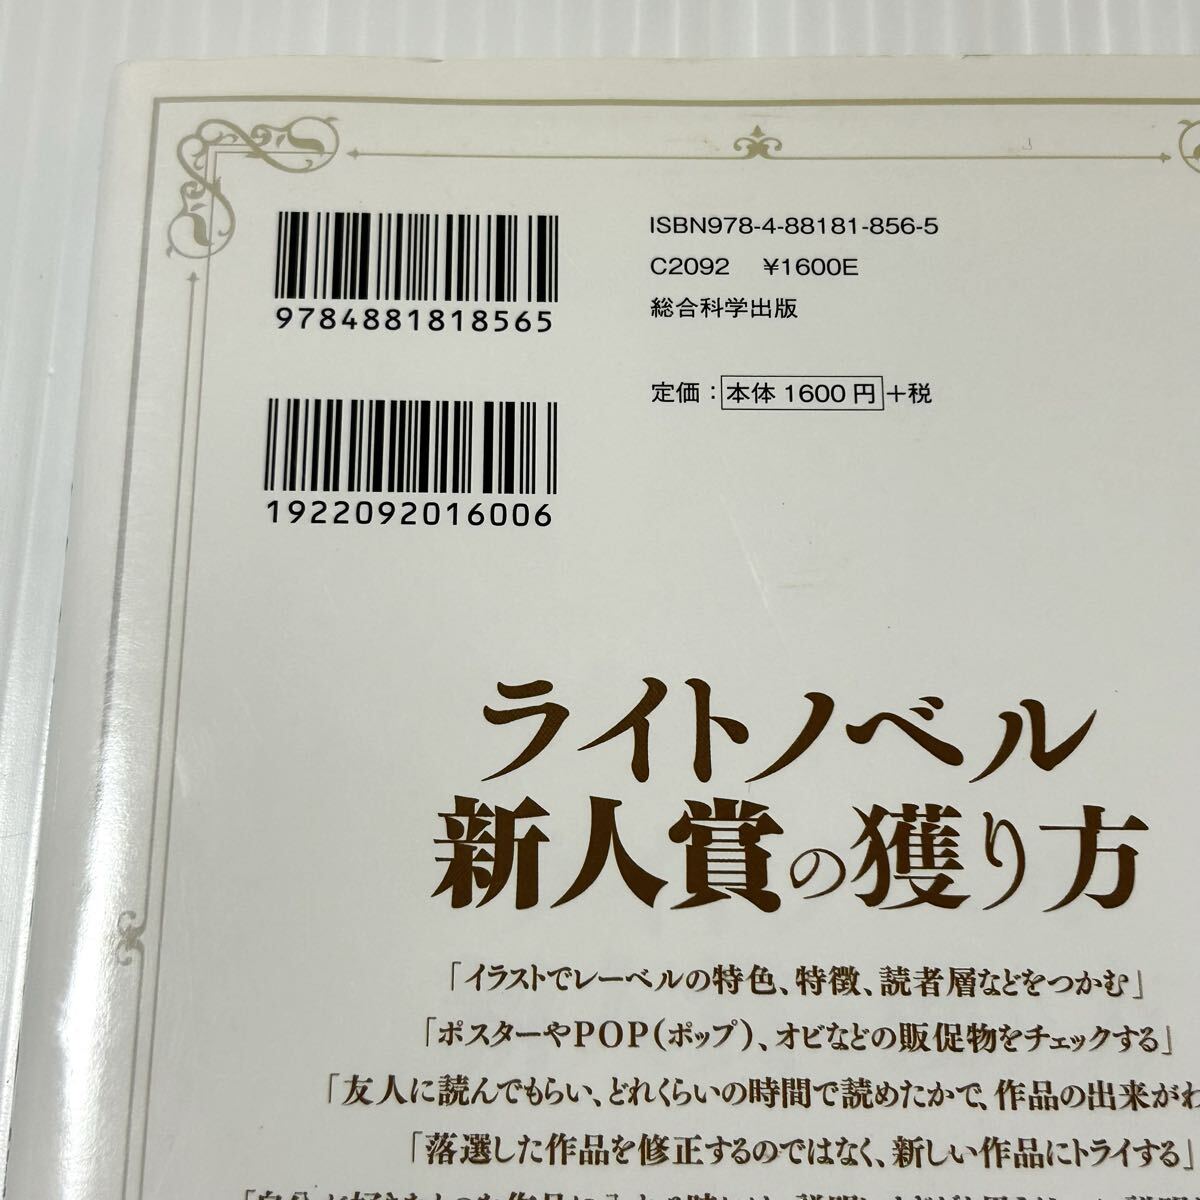 ISBN978-4-88181-856-5
C2092 ¥1600E
総合科学出版
9784881818565
定価：本体1600円+税
1922092016006
ライトノベル
新人賞の獲り方
「イラストでレーベルの特色、特徴、読者層などをつかむ」
「ポスターやPOP（ポップ）、オビなどの販促物をチェックする」
「友人に読んでもらい、どれくらいの時間で読めたかで、作品の出来がわ
「落選した作品を修正するのではなく、新しい作品にトライする」